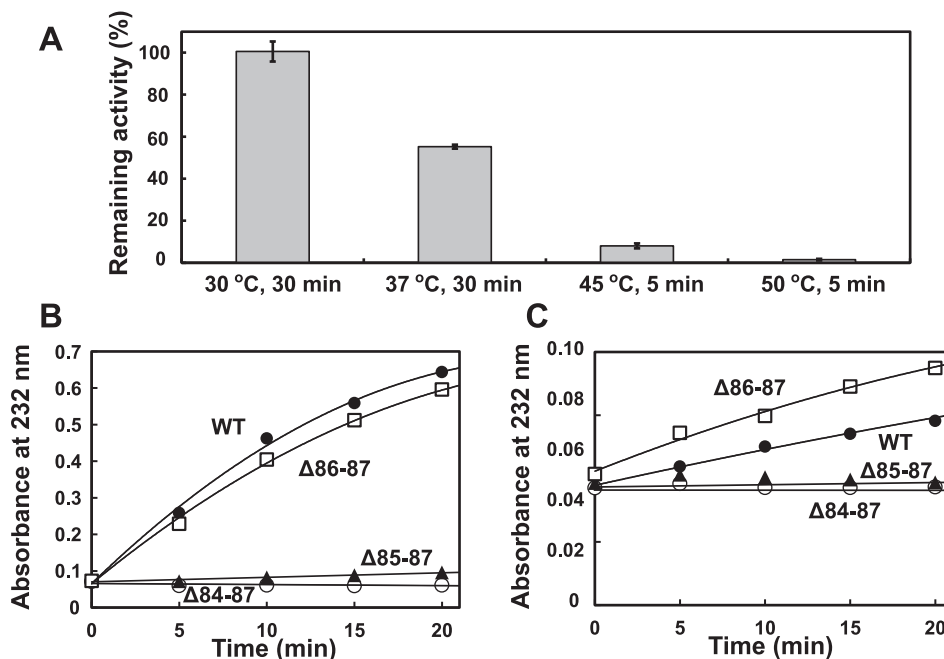 A
Remaining activity (%)
100
80
60
40
20
0
30 °C, 30 min
37 °C, 30 min
45 °C, 5 min
50 °C, 5 min
B
Absorbance at 232 nm
0.7
0.6
0.5
0.4
0.3
0.2
0.1
0
WT
Δ86-87
Δ85-87
Δ84-87
0 5 10 15 20
Time (min)
C
Absorbance at 232 nm
0.10
0.08
0.06
0.04
0.02
0
Δ86-87
WT
Δ85-87
Δ84-87
0 5 10 15 20
Time (min)